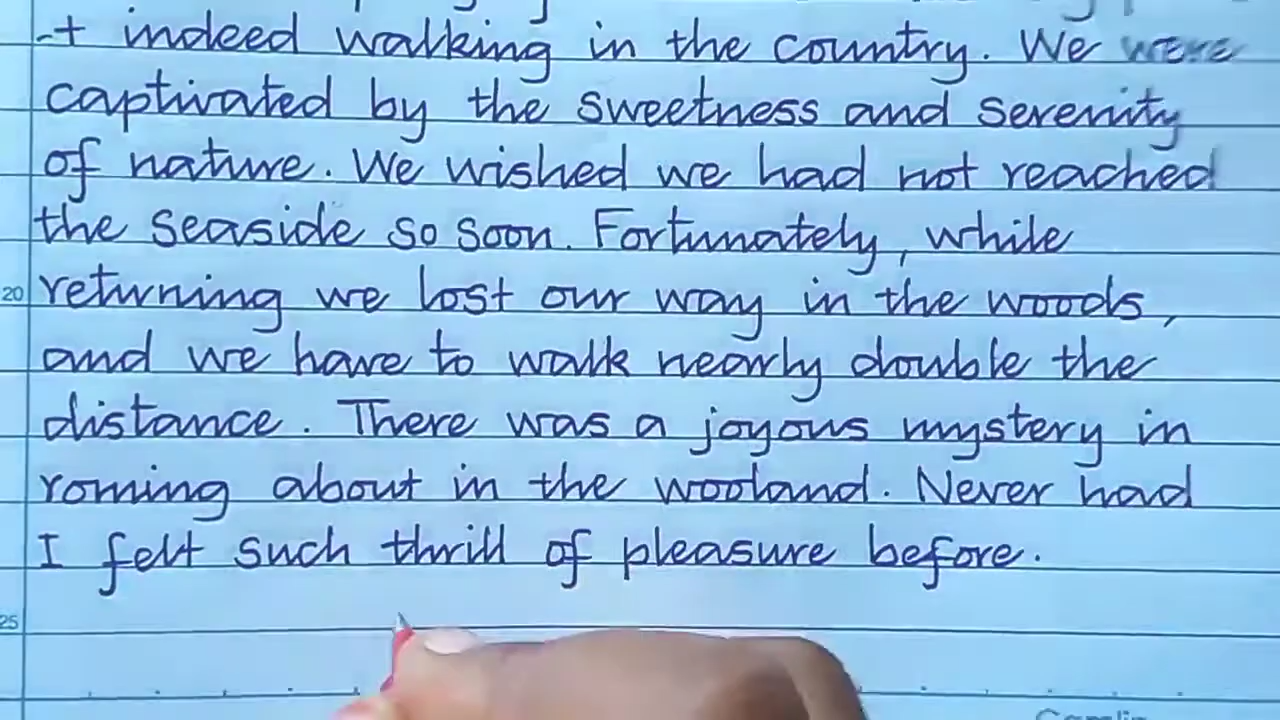 indeed walking in the country. We were
captivated by the sweetness and serenity
of nature. We wished we had not reached
the seaside so soon. Fortunately, while
20 returning we lost our way in the woods,
and we have to walk nearly double the
distance. There was a joyous mystery in
roming about in the wooland. Never had
I felt such thrill of pleasure before.
25